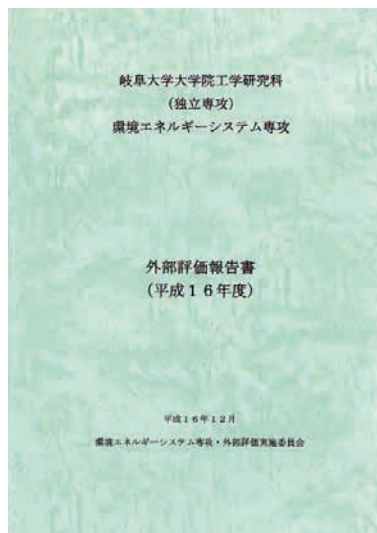 岐阜大学大学院工学研究科
（独立専攻）
環境エネルギーシステム専攻
外部評価報告書
（平成１６年度）
平成１６年１２月
環境エネルギーシステム専攻・外部評価実施委員会